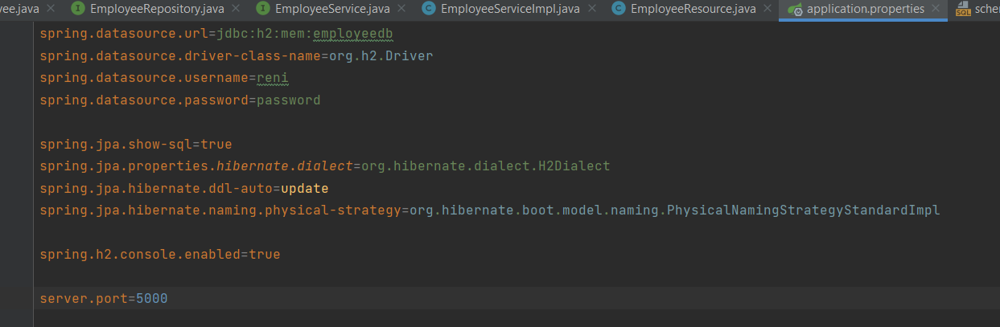 yee.java EmployeeRepository.java EmployeeService.java EmployeeServiceImpl.java EmployeeResource.java application.properties SQL schem
spring.datasource.url=jdbc:h2:mem:employeedb
spring.datasource.driver-class-name=org.h2.Driver
spring.datasource.username=reni
spring.datasource.password=password
spring.jpa.show-sql=true
spring.jpa.properties.hibernate.dialect=org.hibernate.dialect.H2Dialect
spring.jpa.hibernate.ddl-auto=update
spring.jpa.hibernate.naming.physical-strategy=org.hibernate.boot.model.naming.PhysicalNamingStrategyStandardImpl
spring.h2.console.enabled=true
server.port=5000